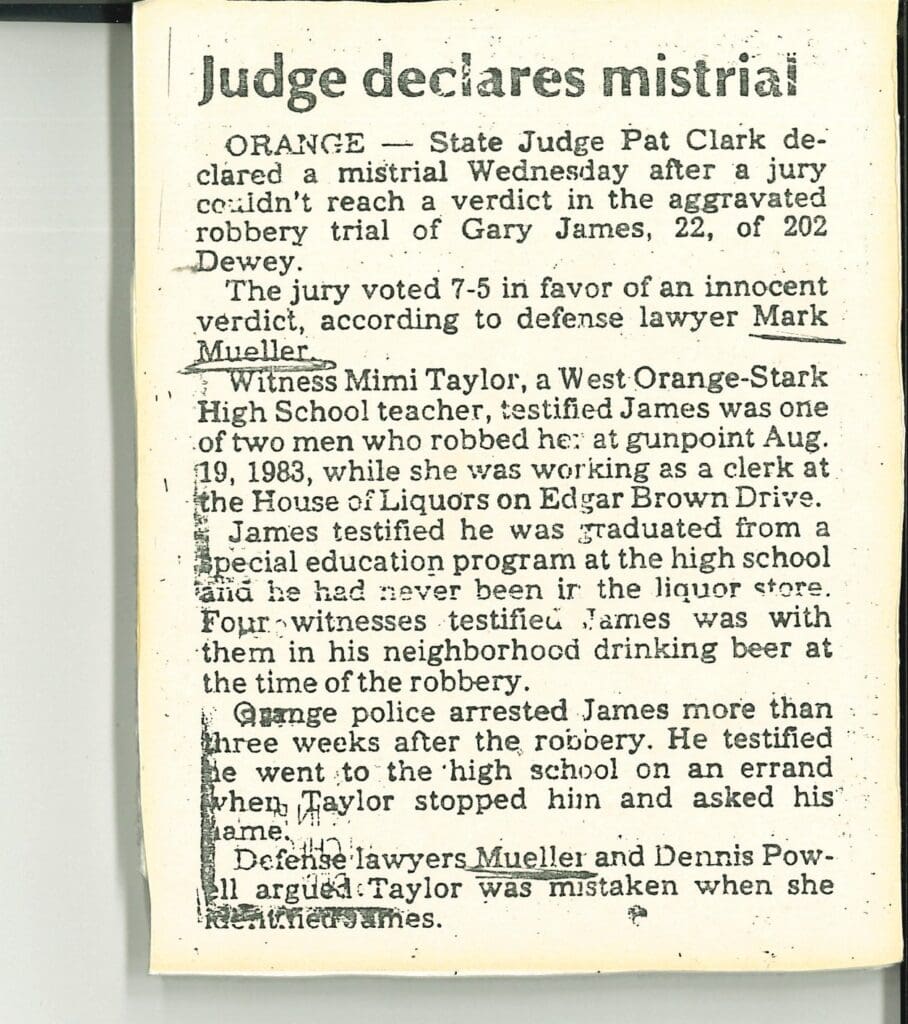 Judge declares mistrial
ORANGE — State Judge Pat Clark de-
clared a mistrial Wednesday after a jury
couldn't reach a verdict in the aggravated
robbery trial of Gary James, 22, of 202
Dewey.
The jury voted 7-5 in favor of an innocent
verdict, according to defense lawyer Mark
Mueller.
Witness Mimi Taylor, a West Orange-Stark
High School teacher, testified James was one
of two men who robbed her at gunpoint Aug.
19, 1983, while she was working as a clerk at
the House of Liquors on Edgar Brown Drive.
James testified he was graduated from a
special education program at the high school
and he had never been in the liquor store.
Four witnesses testified James was with
them in his neighborhood drinking beer at
the time of the robbery.
Orange police arrested James more than
three weeks after the robbery. He testified
he went to the high school on an errand
when Taylor stopped him and asked his
name.
Defense lawyers Mueller and Dennis Pow-
ell argued Taylor was mistaken when she
identified James.